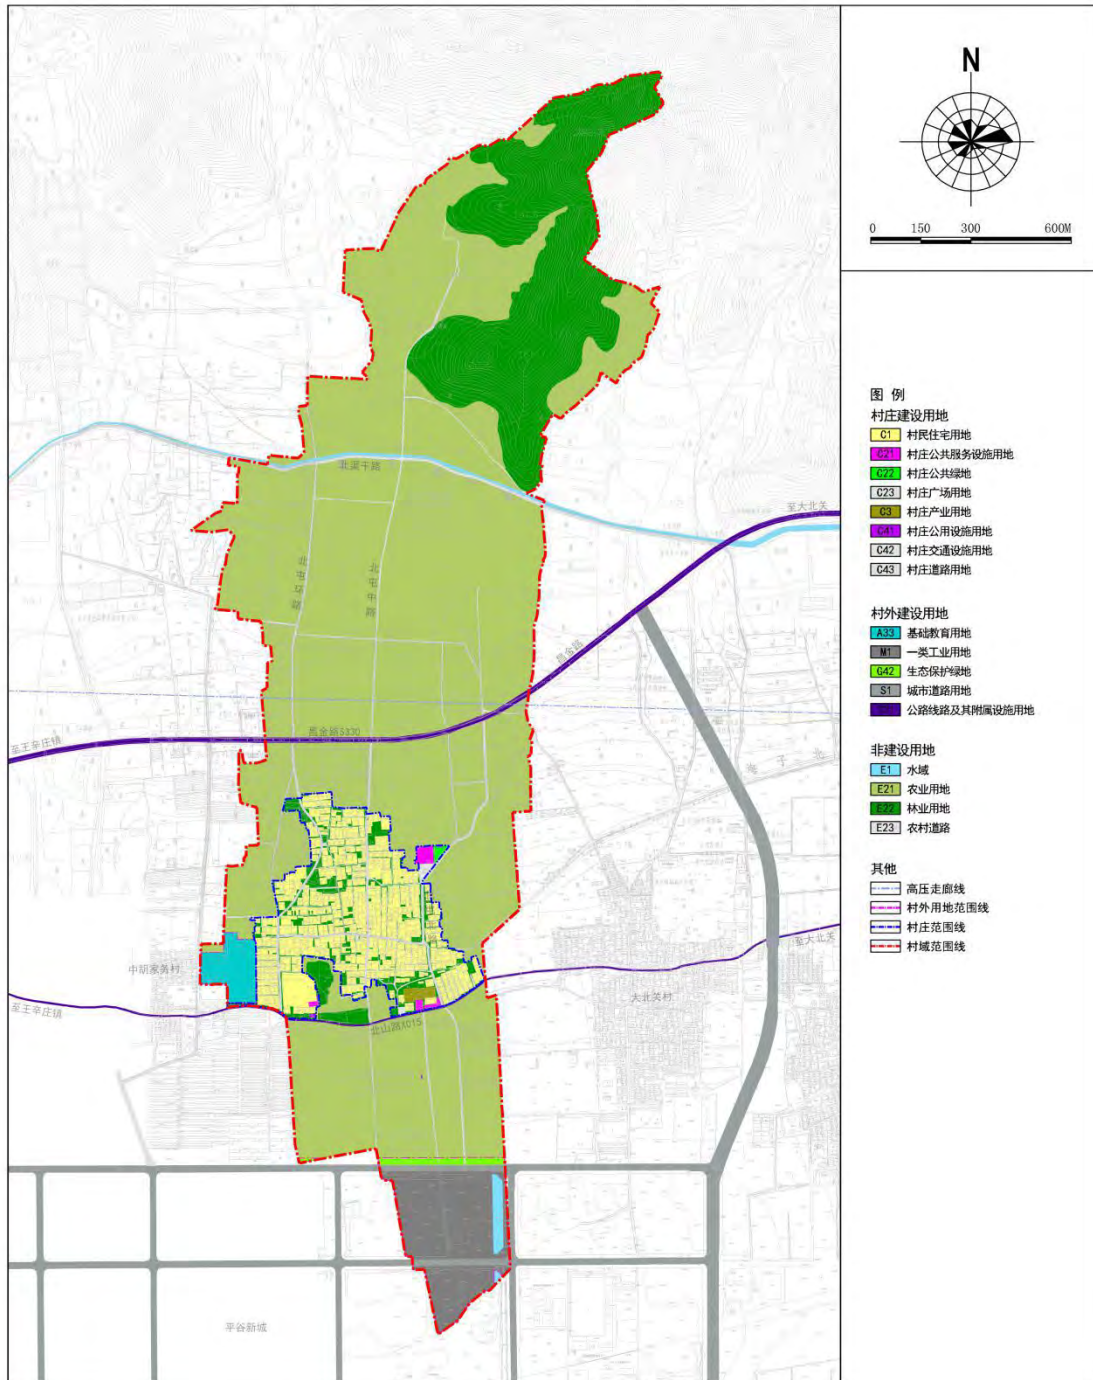 N
0 150 300 600M
图 例
村庄建设用地
C1 村民住宅用地
C21 村庄公共服务设施用地
C22 村庄公共绿地
C23 村庄广场用地
C3 村庄产业用地
C41 村庄公用设施用地
C42 村庄交通设施用地
C43 村庄道路用地
村外建设用地
A33 基础教育用地
M1 一类工业用地
G42 生态保护绿地
S1 城市道路用地
公路线路及其附属设施用地
非建设用地
E1 水域
E21 农业用地
E22 林业用地
E23 农村道路
其他
高压走廊线
村外用地范围线
村庄范围线
村域范围线
至大北关
北屯环路
北屯中路
昌金路
昌金路S330
至王辛庄镇
中胡家务村
至大北关
大北关村
至王辛庄镇
北山路X015
平谷新城